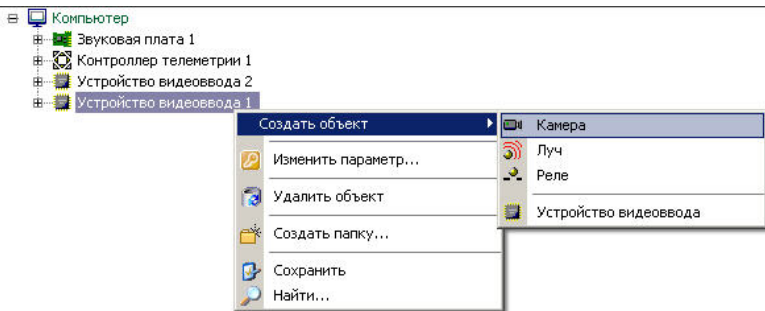 Компьютер
Звуковая плата 1
Контроллер телеметрии 1
Устройство видеоввода 2
Устройство видеоввода 1
Создать объект
Изменить параметр...
Удалить объект
Создать папку...
Сохранить
Найти...
Камера
Луч
Реле
Устройство видеоввода